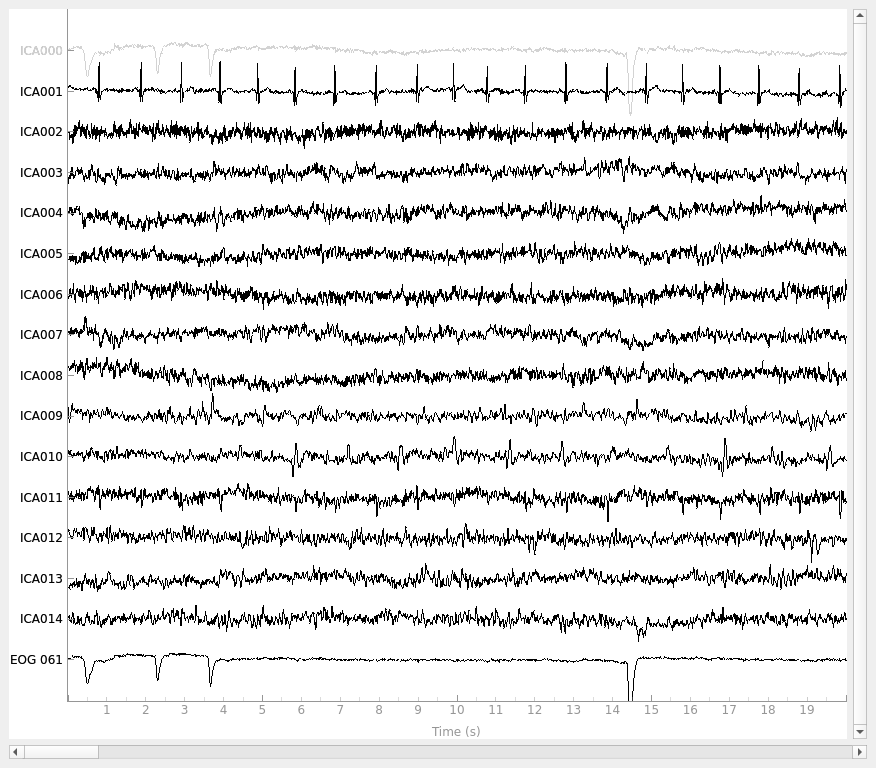 ICA000
ICA001
ICA002
ICA003
ICA004
ICA005
ICA006
ICA007
ICA008
ICA009
ICA010
ICA011
ICA012
ICA013
ICA014
EOG 061
1 2 3 4 5 6 7 8 9 10 11 12 13 14 15 16 17 18 19
Time (s)